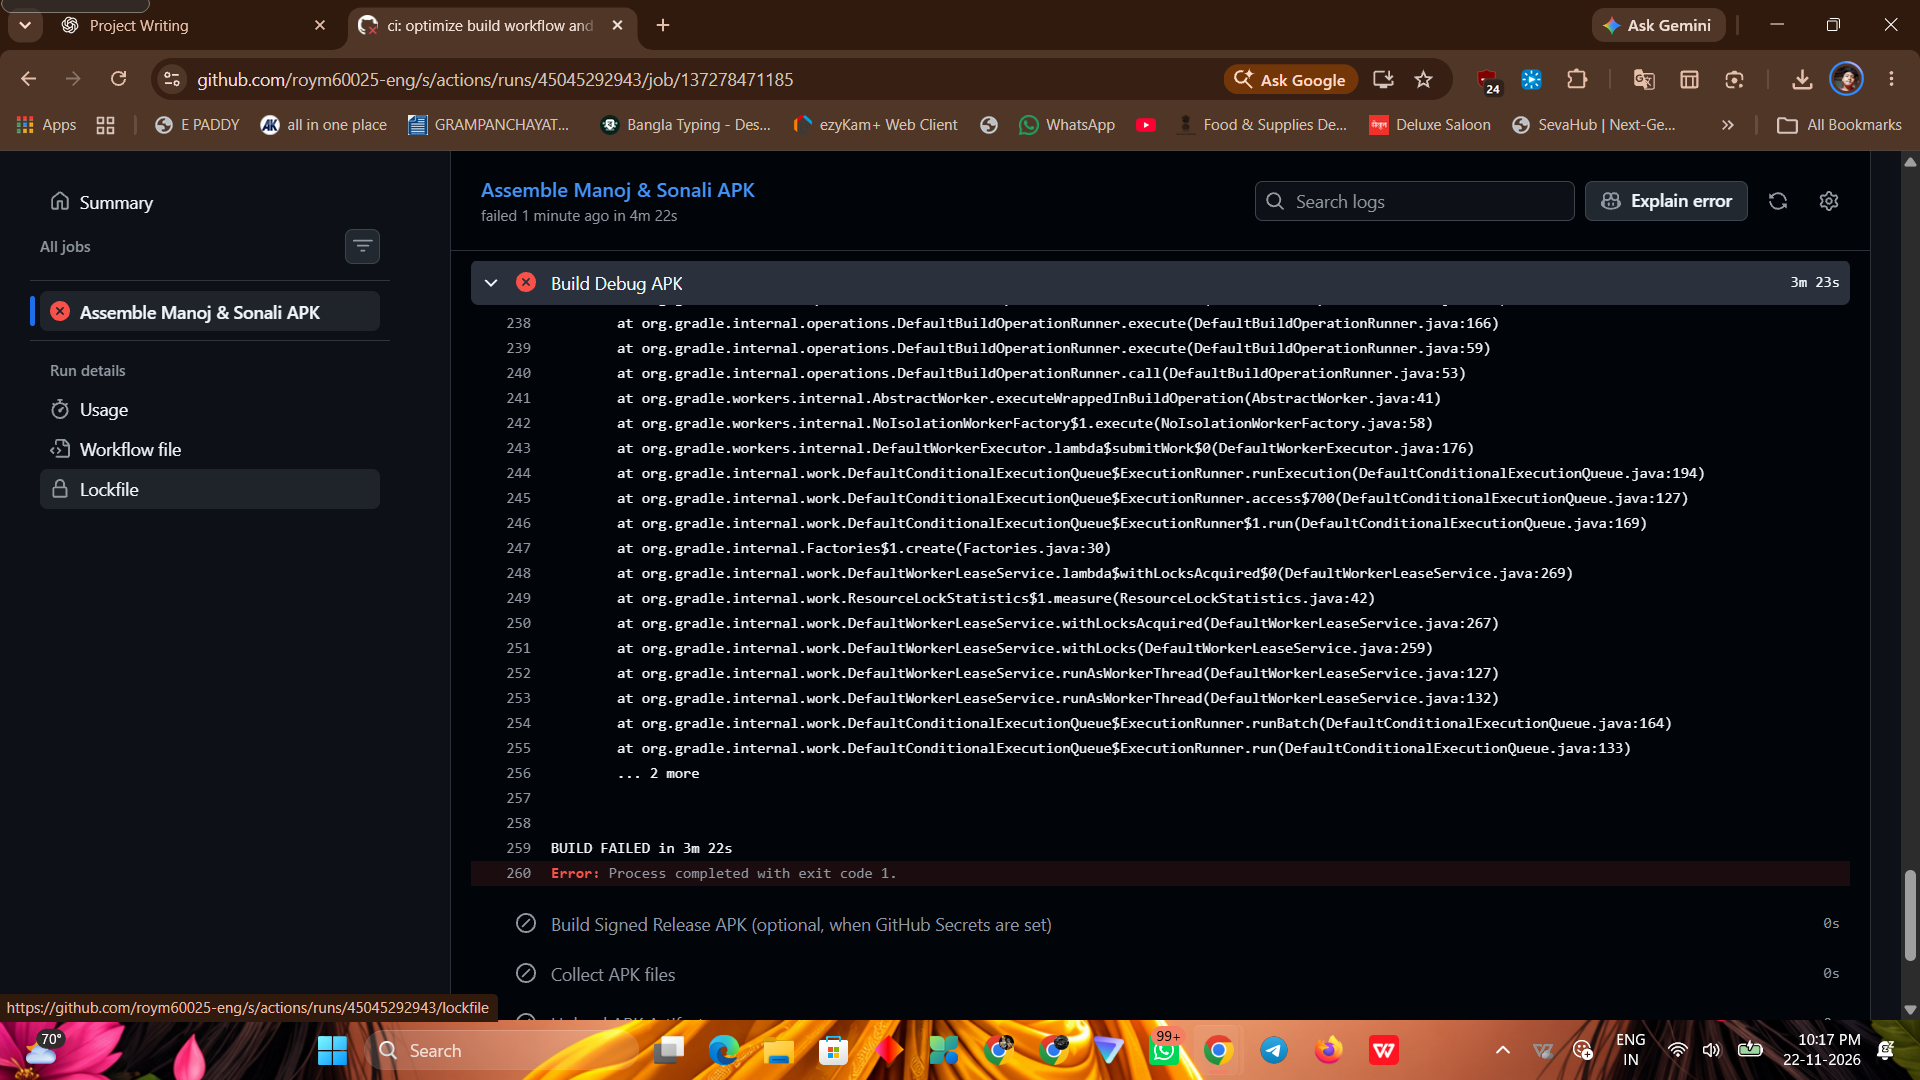 Project Writing
ci: optimize build workflow and
Ask Gemini
github.com/roym60025-eng/s/actions/runs/45045292943/job/137278471185
Ask Google
24
Apps
E PADDY
all in one place
GRAMPANCHAYAT...
Bangla Typing - Des...
ezyKam+ Web Client
WhatsApp
Food & Supplies De...
Deluxe Saloon
SevaHub | Next-Ge...
All Bookmarks
Summary
All jobs
Assemble Manoj & Sonali APK
Run details
Usage
Workflow file
Lockfile
Assemble Manoj & Sonali APK
failed 1 minute ago in 4m 22s
Search logs
Explain error
Build Debug APK
3m 23s
238 at org.gradle.internal.operations.DefaultBuildOperationRunner.execute(DefaultBuildOperationRunner.java:166)
239 at org.gradle.internal.operations.DefaultBuildOperationRunner.execute(DefaultBuildOperationRunner.java:59)
240 at org.gradle.internal.operations.DefaultBuildOperationRunner.call(DefaultBuildOperationRunner.java:53)
241 at org.gradle.workers.internal.AbstractWorker.executeWrappedInBuildOperation(AbstractWorker.java:41)
242 at org.gradle.workers.internal.NoIsolationWorkerFactory$1.execute(NoIsolationWorkerFactory.java:58)
243 at org.gradle.workers.internal.DefaultWorkerExecutor.lambda$submitWork$0(DefaultWorkerExecutor.java:176)
244 at org.gradle.internal.work.DefaultConditionalExecutionQueue$ExecutionRunner.runExecution(DefaultConditionalExecutionQueue.java:194)
245 at org.gradle.internal.work.DefaultConditionalExecutionQueue$ExecutionRunner.access$700(DefaultConditionalExecutionQueue.java:127)
246 at org.gradle.internal.work.DefaultConditionalExecutionQueue$ExecutionRunner$1.run(DefaultConditionalExecutionQueue.java:169)
247 at org.gradle.internal.Factories$1.create(Factories.java:30)
248 at org.gradle.internal.work.DefaultWorkerLeaseService.lambda$withLocksAcquired$0(DefaultWorkerLeaseService.java:269)
249 at org.gradle.internal.work.ResourceLockStatistics$1.measure(ResourceLockStatistics.java:42)
250 at org.gradle.internal.work.DefaultWorkerLeaseService.withLocksAcquired(DefaultWorkerLeaseService.java:267)
251 at org.gradle.internal.work.DefaultWorkerLeaseService.withLocks(DefaultWorkerLeaseService.java:259)
252 at org.gradle.internal.work.DefaultWorkerLeaseService.runAsWorkerThread(DefaultWorkerLeaseService.java:127)
253 at org.gradle.internal.work.DefaultWorkerLeaseService.runAsWorkerThread(DefaultWorkerLeaseService.java:132)
254 at org.gradle.internal.work.DefaultConditionalExecutionQueue$ExecutionRunner.runBatch(DefaultConditionalExecutionQueue.java:164)
255 at org.gradle.internal.work.DefaultConditionalExecutionQueue$ExecutionRunner.run(DefaultConditionalExecutionQueue.java:133)
256 ... 2 more
257
258
259 BUILD FAILED in 3m 22s
260 Error: Process completed with exit code 1.
Build Signed Release APK (optional, when GitHub Secrets are set)
0s
Collect APK files
0s
https://github.com/roym60025-eng/s/actions/runs/45045292943/lockfile
70°
Search
99+
ENG
IN
10:17 PM
22-11-2026